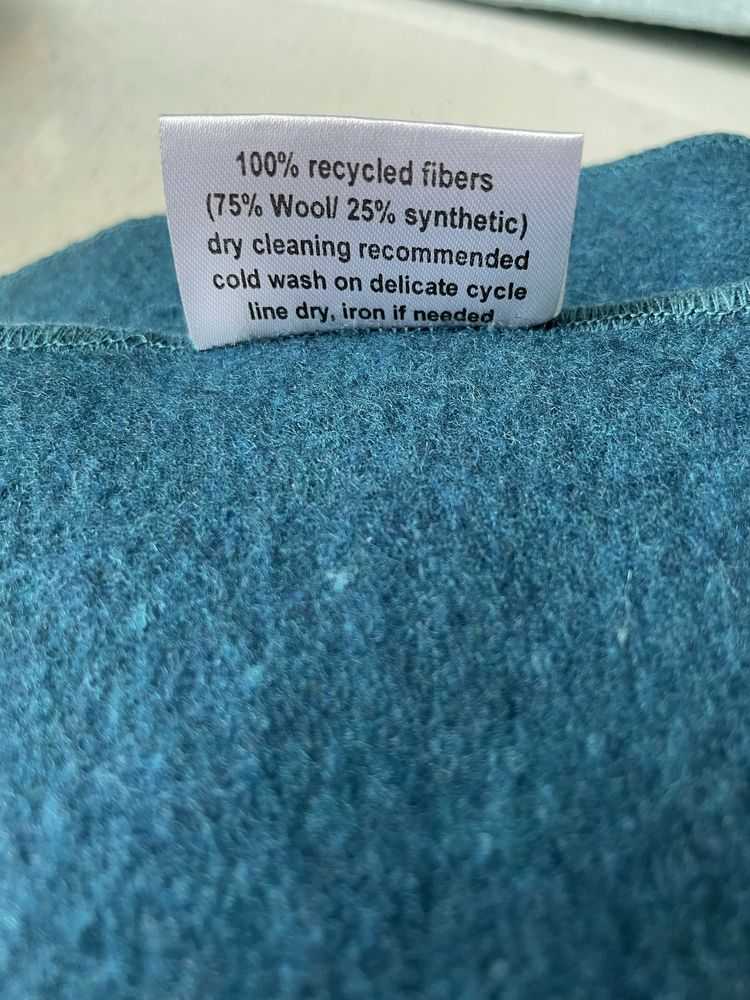 100% recycled fibers
(75% Wool/ 25% synthetic)
dry cleaning recommended
cold wash on delicate cycle
line dry, iron if needed